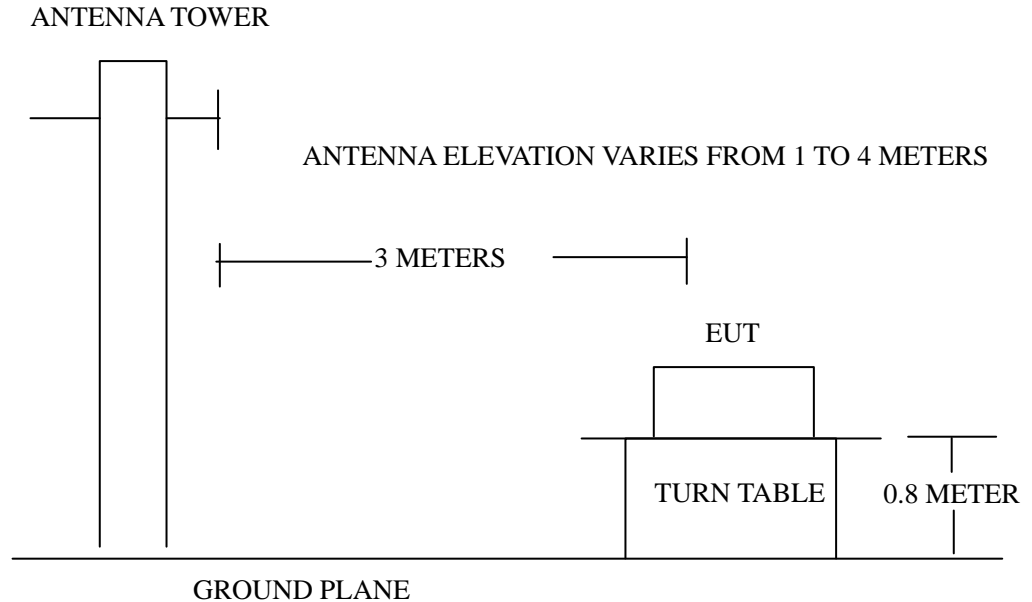 ANTENNA TOWER
ANTENNA ELEVATION VARIES FROM 1 TO 4 METERS
3 METERS
EUT
TURN TABLE
0.8 METER
GROUND PLANE